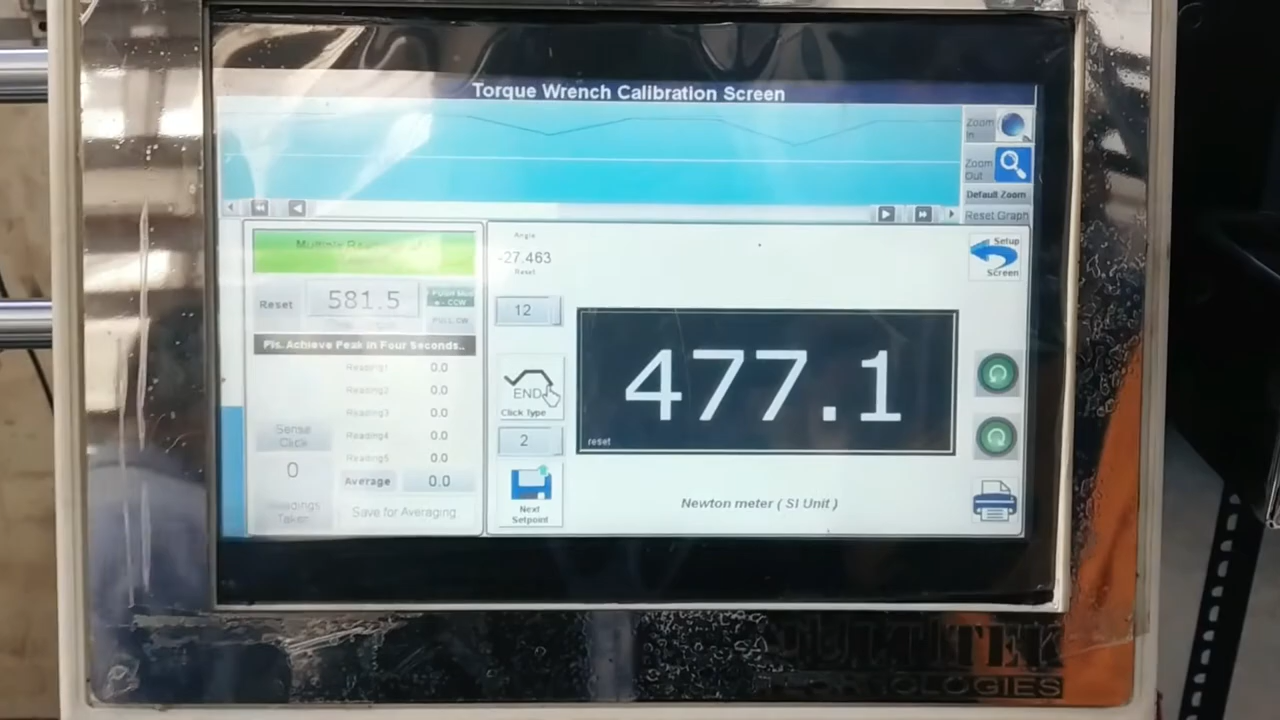 Torque Wrench Calibration Screen
Zoom In
Zoom Out
Default Zoom
Reset Graph
Multiple
Angle
-27.463
Reset
Setup Screen
Reset
581.5
- CCW
12
Pls. Achieve Peak in Four Seconds..
Reading1 0.0
Reading2 0.0
Reading3 0.0
Reading4 0.0
Reading5 0.0
Average 0.0
Sense Click
0
Readings Taken
Save for Averaging
END
Click Type
2
Next Setpoint
477.1
reset
Newton meter ( SI Unit )
TECHNOLOGIES